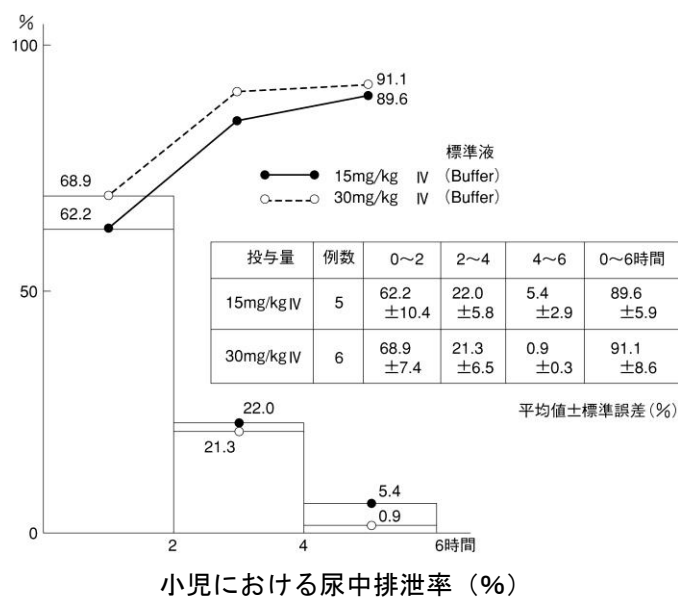 %
100
91.1
89.6
標準液
15mg/kg Ⅳ (Buffer)
30mg/kg Ⅳ (Buffer)
68.9
62.2
投与量 例数 0〜2 2〜4 4〜6 0〜6時間
15mg/kgⅣ 5 62.2 22.0 5.4 89.6
±10.4 ±5.8 ±2.9 ±5.9
30mg/kgⅣ 6 68.9 21.3 0.9 91.1
±7.4 ±6.5 ±0.3 ±8.6
50
平均値士標準誤差(%)
22.0
21.3
5.4
0.9
0
2 4 6時間
小児における尿中排泄率(%)